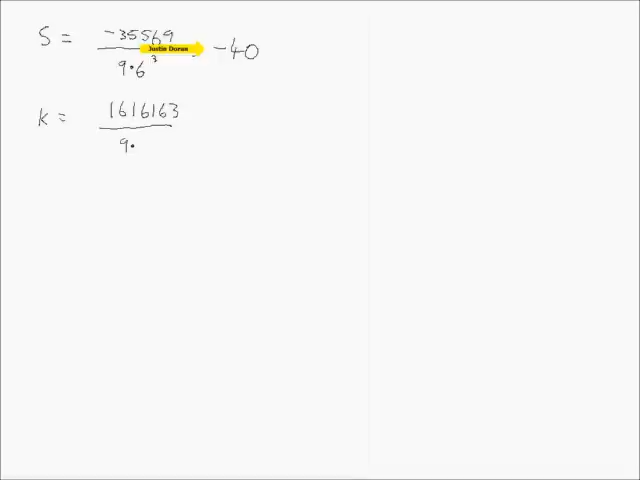 S = -35569 / 9·6³ = -40
Justin Doran
k = 1616163 / 9·